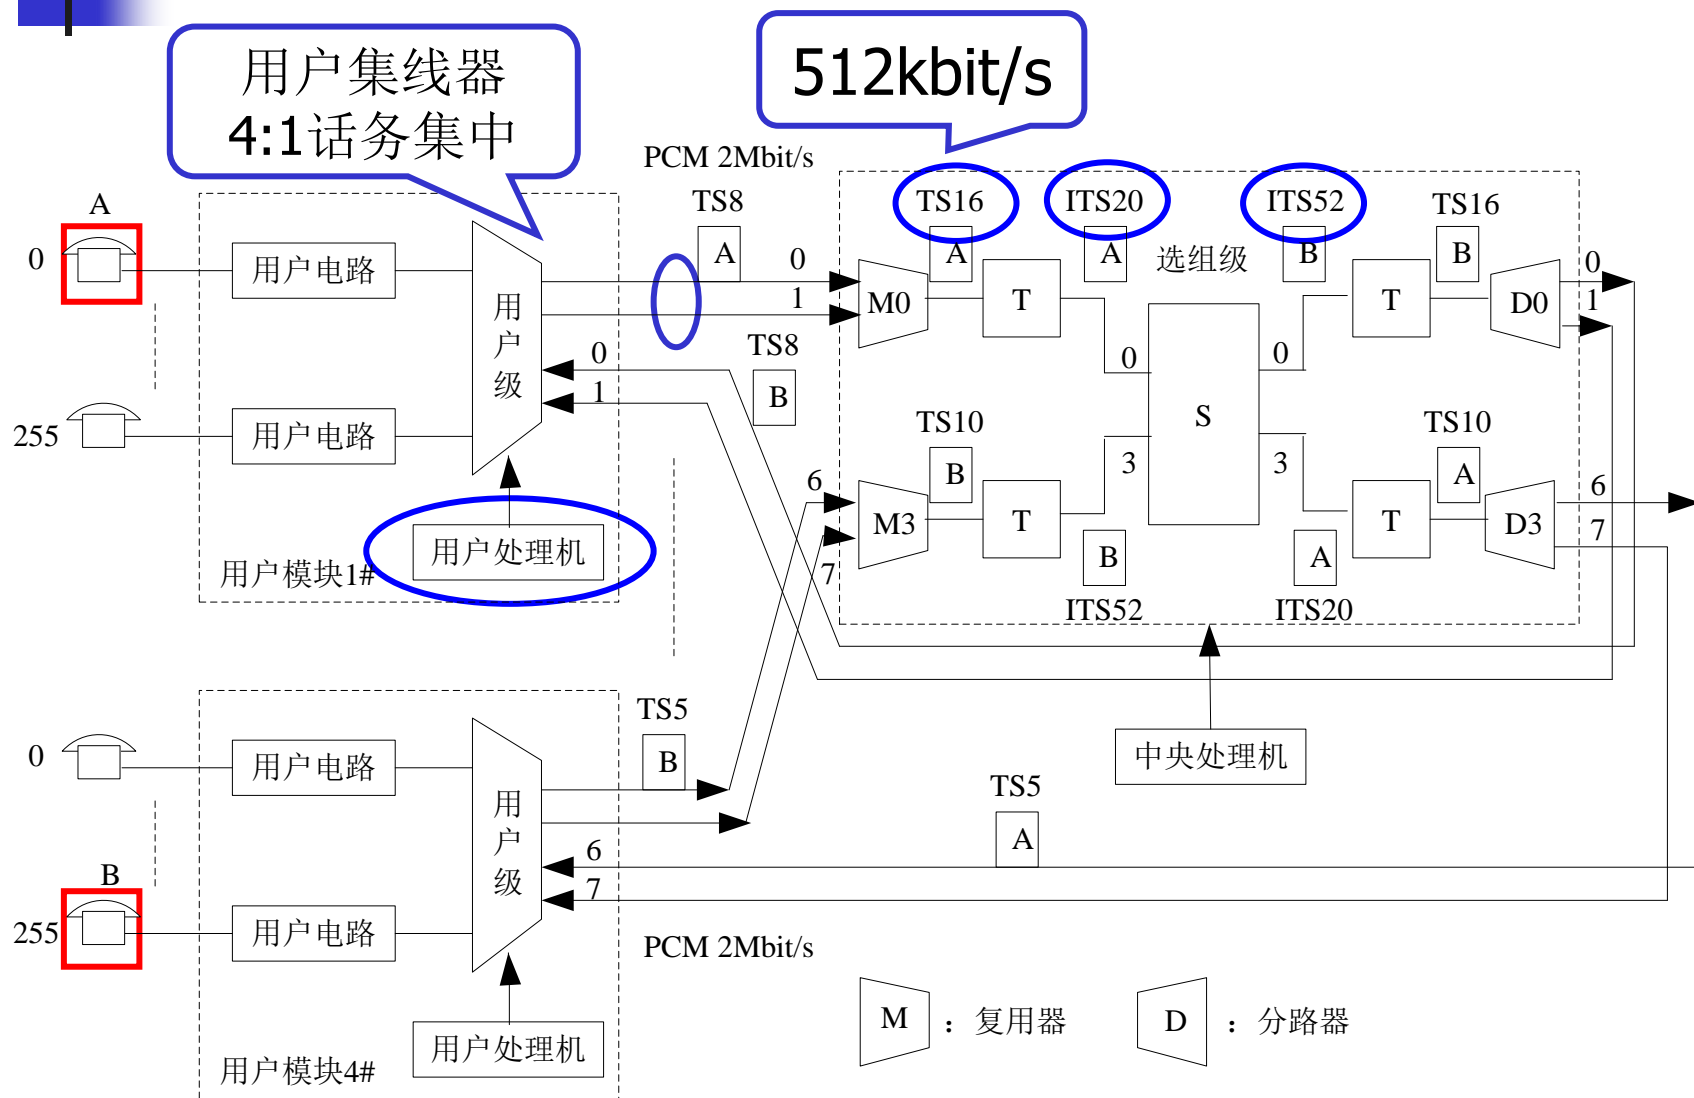 用户集线器
4:1话务集中
512kbit/s
PCM 2Mbit/s
A
0
用户电路
用户级
TS8
A
0
1
TS8
B
0
1
255
用户电路
用户处理机
用户模块1#
TS16
A
ITS20
A
选组级
ITS52
B
TS16
B
M0
T
0
S
0
T
D0
0
1
TS10
B
6
M3
7
T
3
B
ITS52
3
A
ITS20
T
TS10
A
D3
6
7
中央处理机
0
用户电路
用户级
TS5
B
TS5
A
6
7
B
255
用户电路
PCM 2Mbit/s
用户处理机
用户模块4#
M
：复用器
D
：分路器